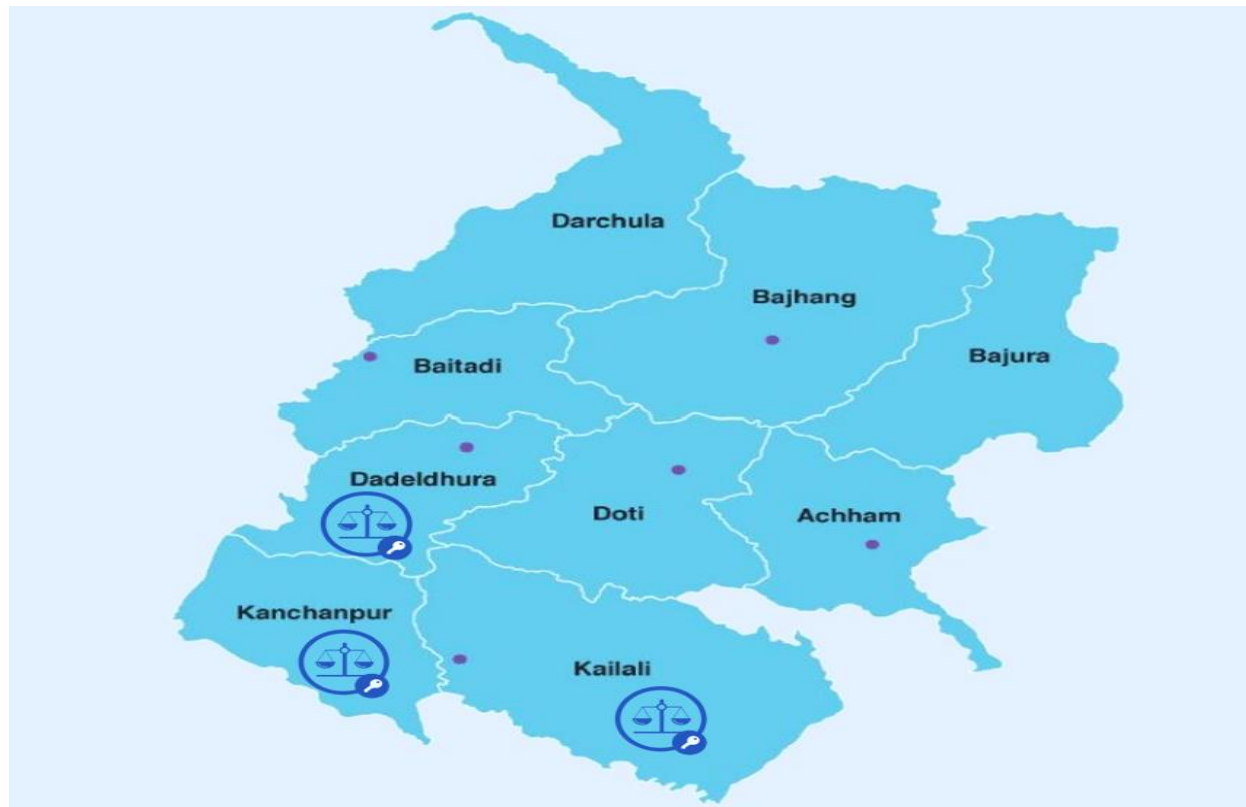 Darchula
Bajhang
Bajura
Baitadi
Dadeldhura
Doti
Achham
Kanchanpur
Kailali